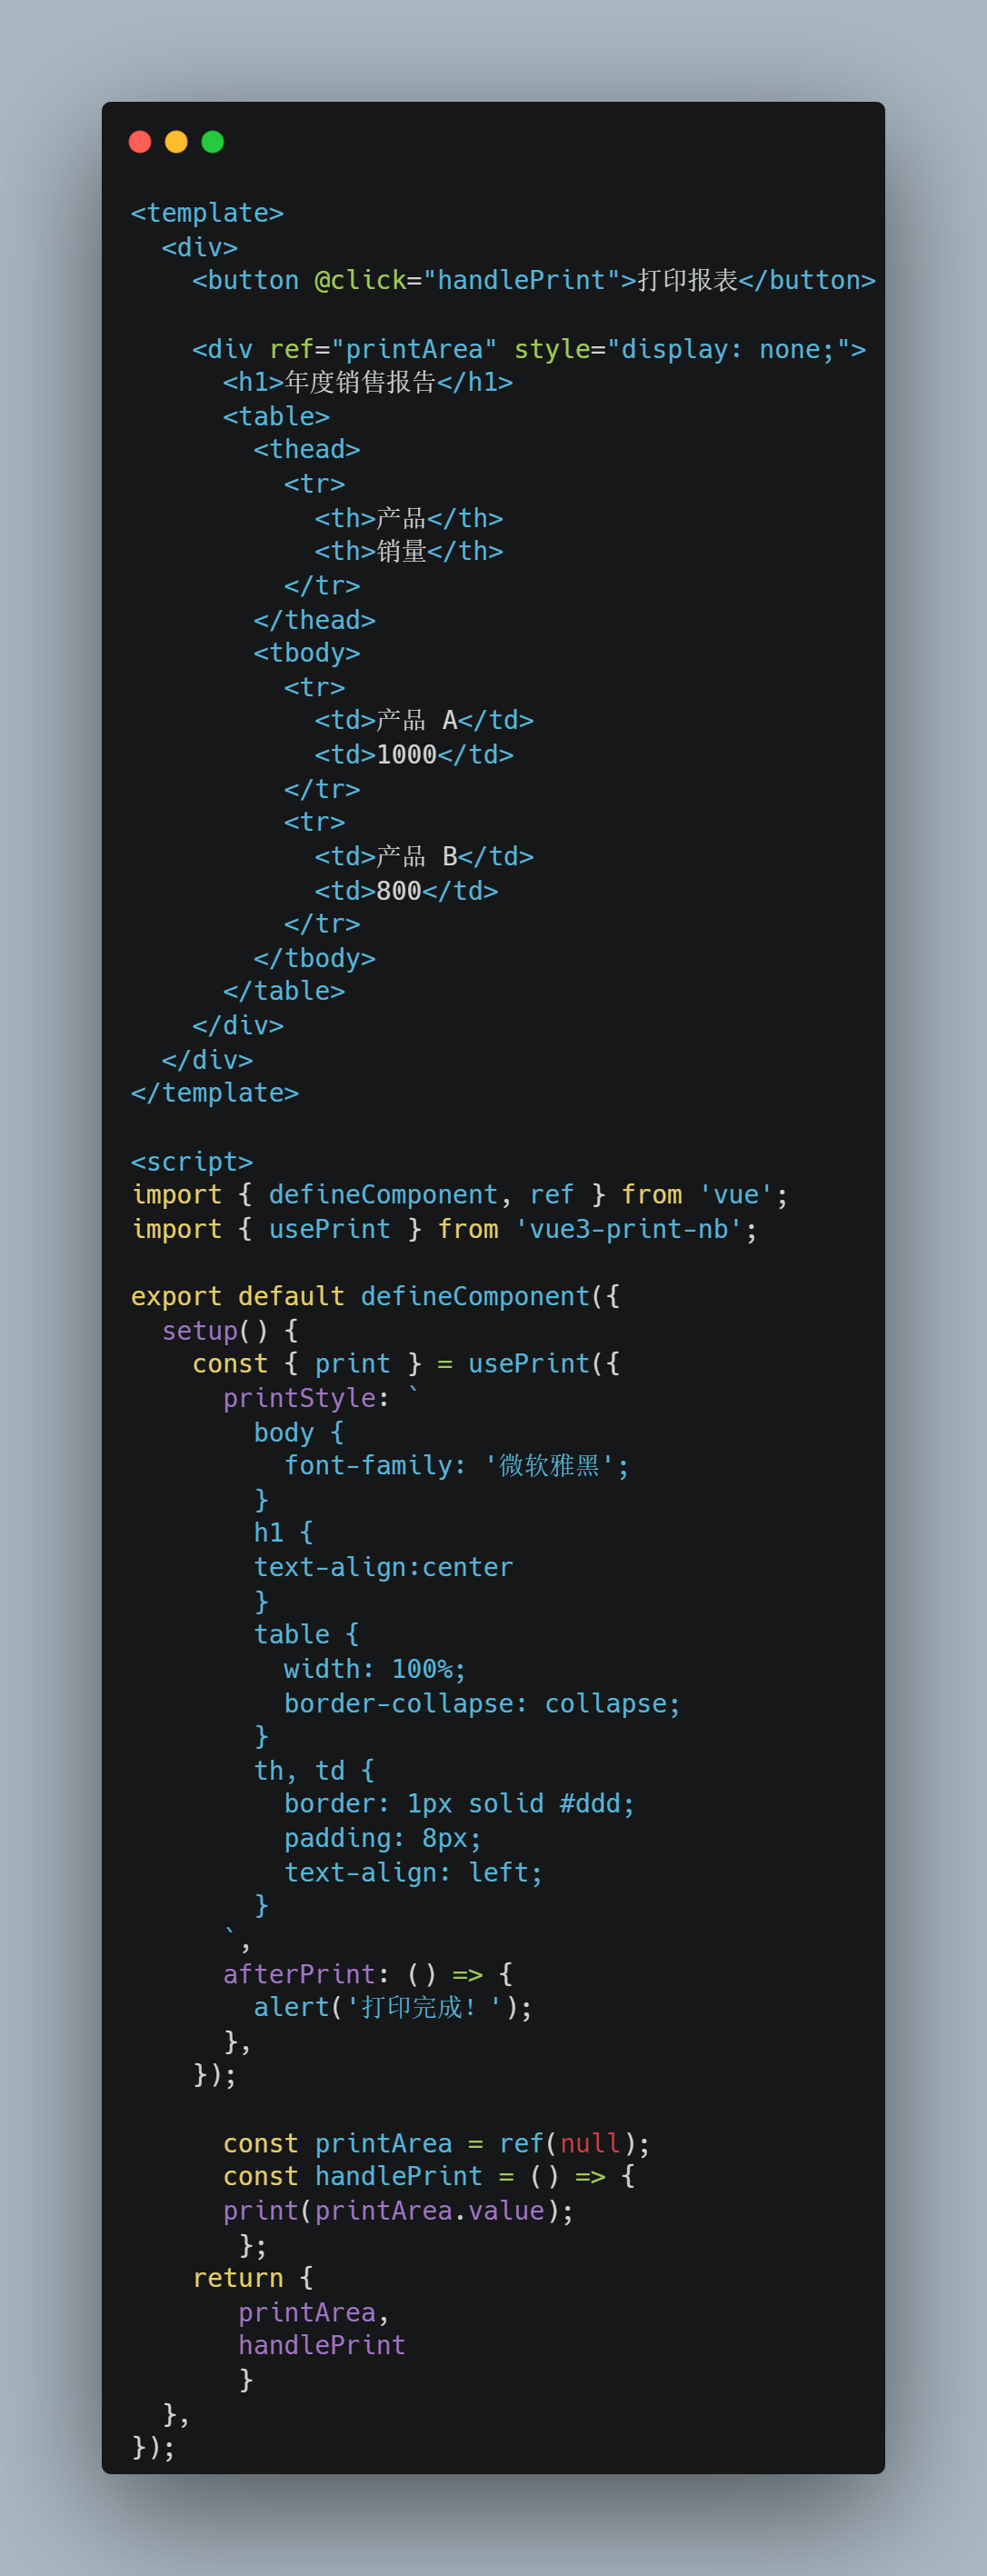 <template>
  <div>
    <button @click="handlePrint">打印报表</button>

    <div ref="printArea" style="display: none;">
      <h1>年度销售报告</h1>
      <table>
        <thead>
          <tr>
            <th>产品</th>
            <th>销量</th>
          </tr>
        </thead>
        <tbody>
          <tr>
            <td>产品 A</td>
            <td>1000</td>
          </tr>
          <tr>
            <td>产品 B</td>
            <td>800</td>
          </tr>
        </tbody>
      </table>
    </div>
  </div>
</template>

<script>
import { defineComponent, ref } from 'vue';
import { usePrint } from 'vue3-print-nb';

export default defineComponent({
  setup() {
    const { print } = usePrint({
      printStyle: `
        body {
          font-family: '微软雅黑';
        }
        h1 {
        text-align:center
        }
        table {
          width: 100%;
          border-collapse: collapse;
        }
        th, td {
          border: 1px solid #ddd;
          padding: 8px;
          text-align: left;
        }
      `,
      afterPrint: () => {
        alert('打印完成！');
      },
    });

      const printArea = ref(null);
      const handlePrint = () => {
      print(printArea.value);
       };
    return {
       printArea,
       handlePrint
       }
  },
});